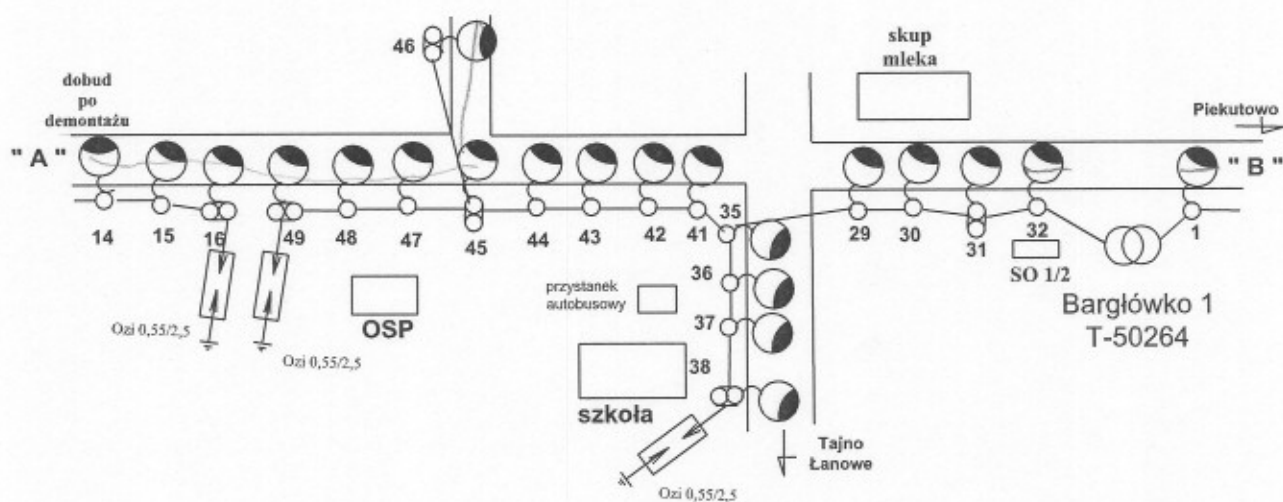 46
skup
mleka
dobud
po
demontażu
Piekutowo
" A "
" B "
14
15
16
49
48
47
45
44
43
42
41
35
29
30
31
32
1
SO 1/2
36
przystanek
autobusowy
37
OSP
Bargłówko 1
T-50264
Ozi 0,55/2,5
Ozi 0,55/2,5
38
szkoła
Tajno
Łanowe
Ozi 0,55/2,5